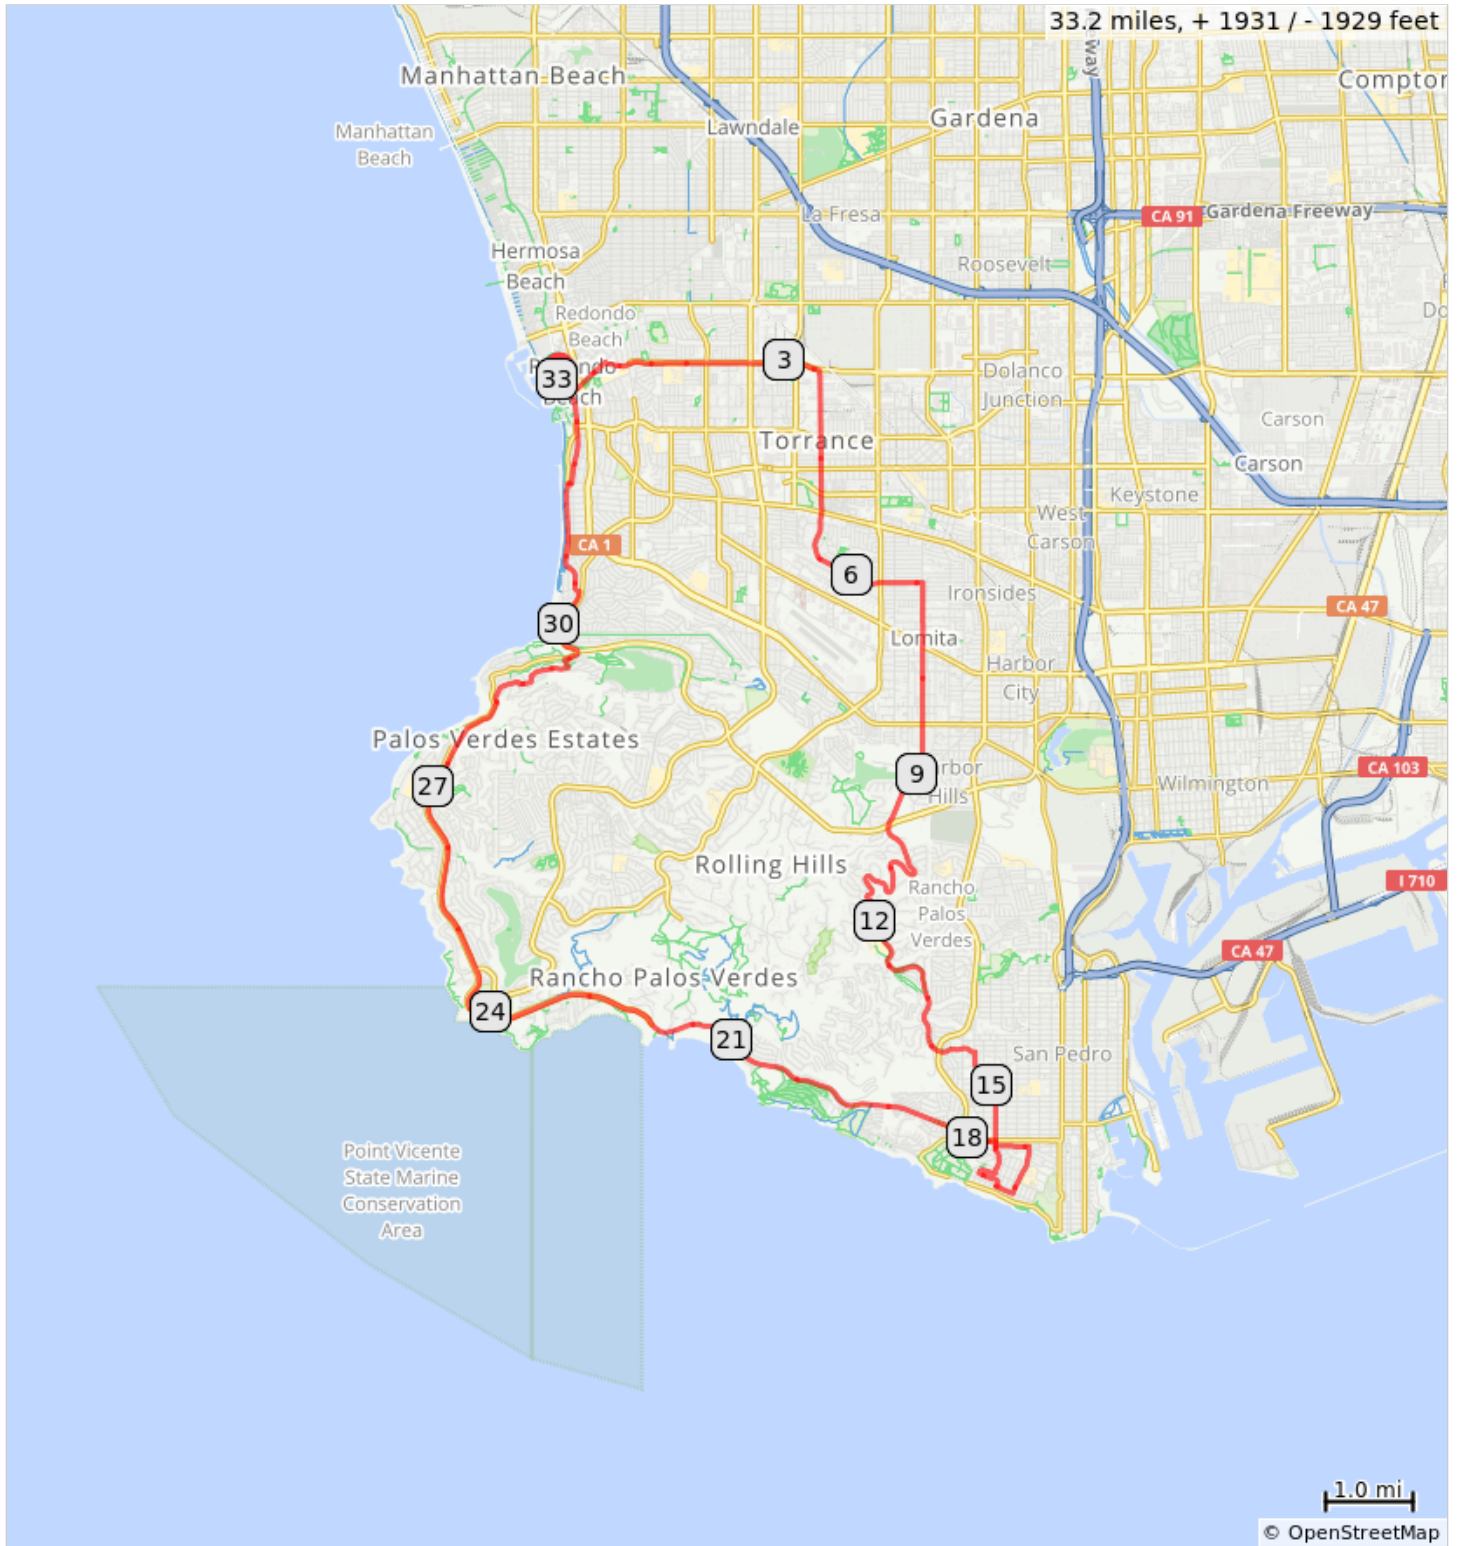 33.2 miles, + 1931 / - 1929 feet
Manhattan Beach
Compto
Gardena
Lawndale
Manhattan
Beach
La Fresa
CA 91
Gardena Freeway
Hermosa
Beach
Roosevelt
Redondo
Beach
3
33
Beach
Dolanco
Junction
Carson
Torrance
Carson
Keystone
West
Carson
CA 1
6
Ironsides
CA 47
30
Lomita
Harbor
City
Palos Verdes Estates
27
9
Hills
CA 103
Wilmington
Rolling Hills
Rancho
Palos
Verdes
I 710
12
CA 47
Rancho Palos Verdes
24
21
San Pedro
15
18
Point Vicente
State Marine
Conservation
Area
1.0 mi
© OpenStreetMap